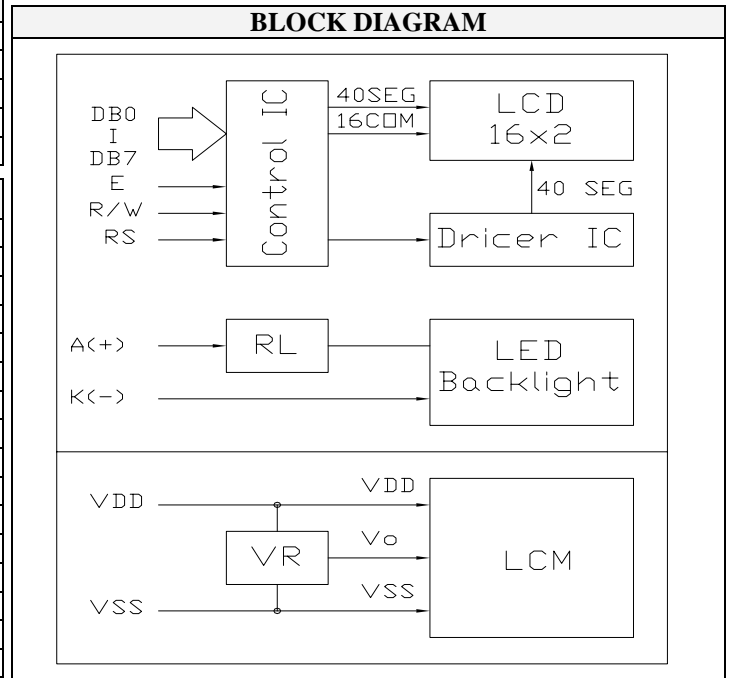 BLOCK DIAGRAM
DB0
I
DB7
E
R/W
RS
Control IC
40SEG
16COM
LCD
16×2
40 SEG
Dricer IC
A(+)
RL
LED
Backlight
K(-)
VDD
VDD
VR
Vo
LCM
VSS
VSS